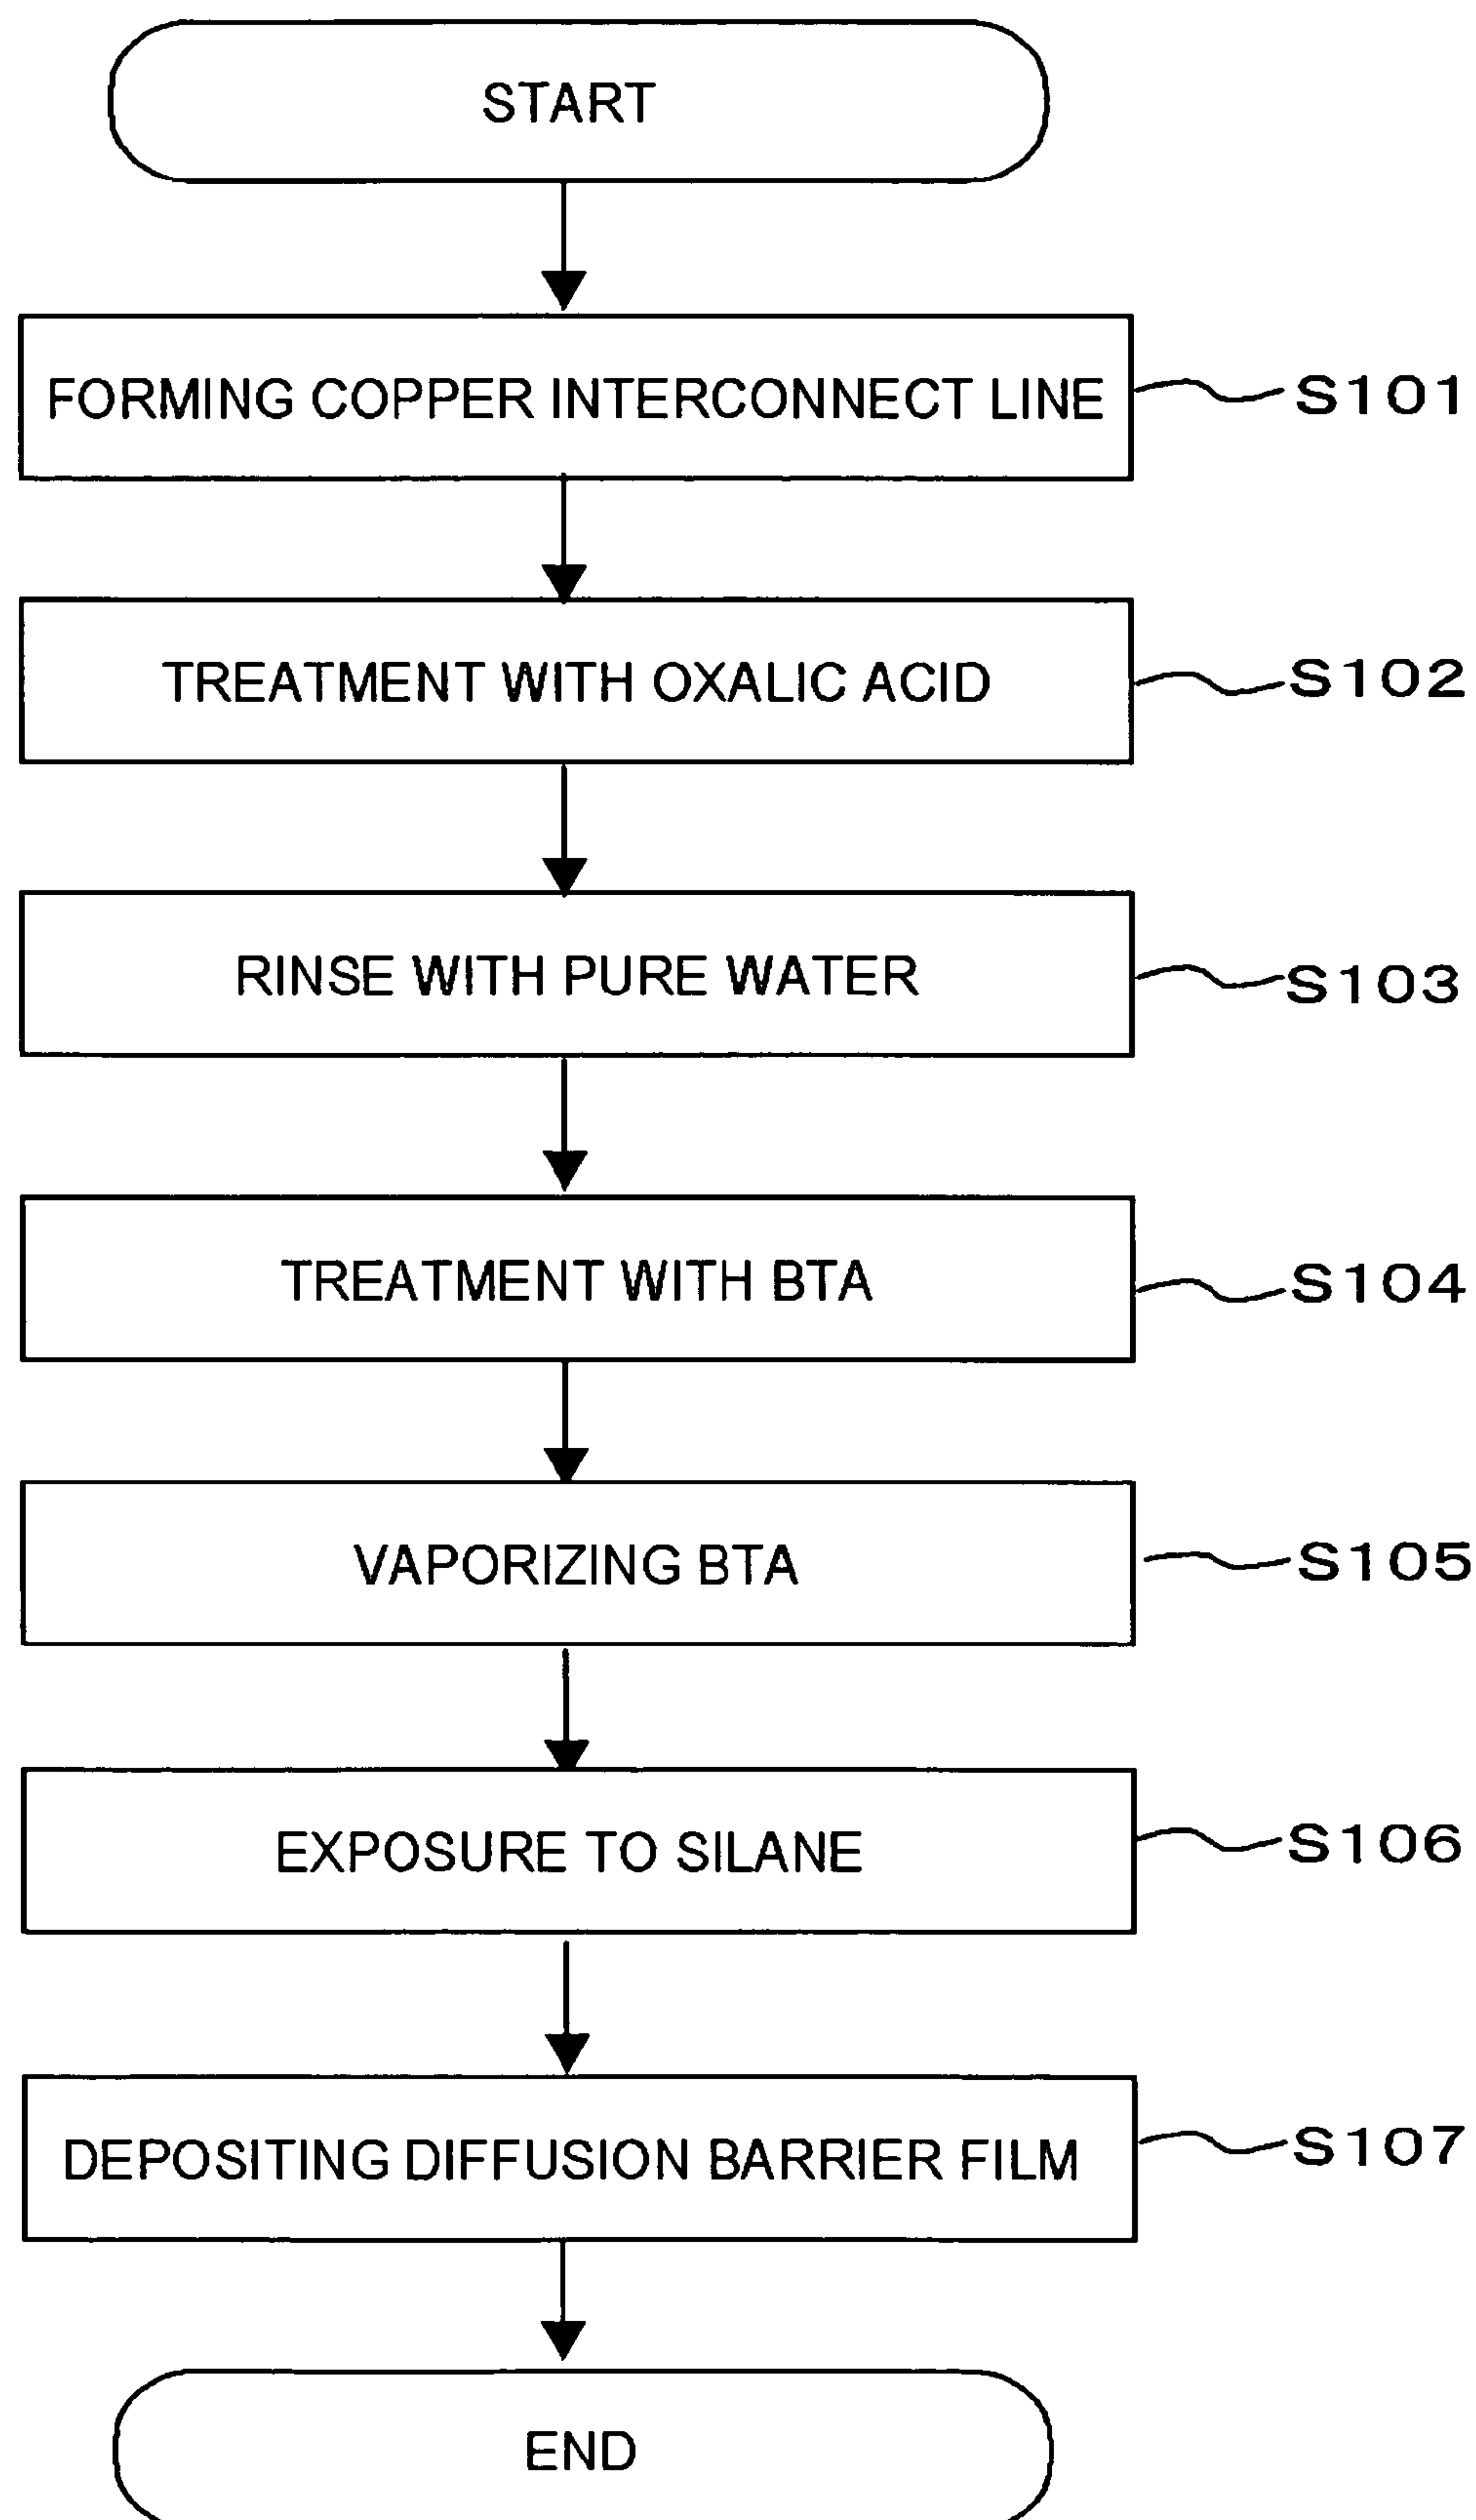 START
FORMING COPPER INTERCONNECT LINE
S101
TREATMENT WITH OXALIC ACID
S102
RINSE WITH PURE WATER
S103
TREATMENT WITH BTA
S104
VAPORIZING BTA
S105
EXPOSURE TO SILANE
S106
DEPOSITING DIFFUSION BARRIER FILM
S107
END